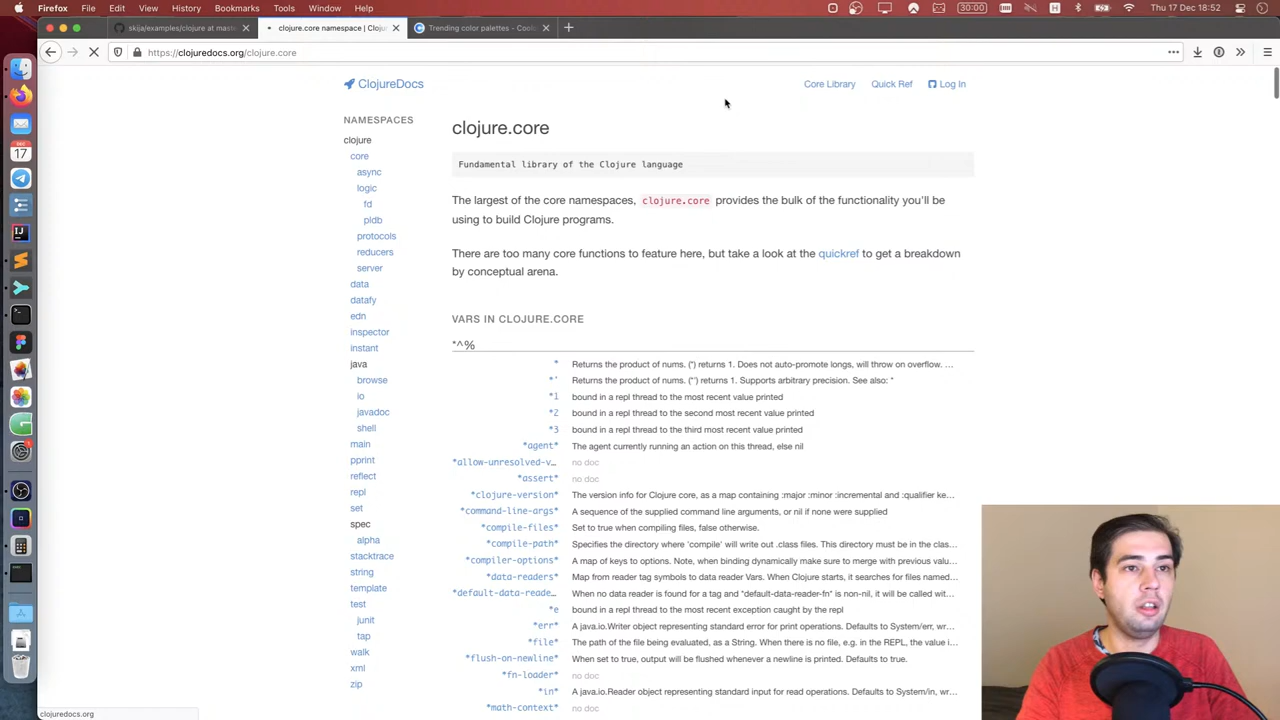 Firefox File Edit View History Bookmarks Tools Window Help
18:52
skija/examples/clojure at mast
clojure.core namespace | Cloju
Trending color palettes - Cool
https://clojuredocs.org/clojure.core
ClojureDocs
Core Library Quick Ref Log In
NAMESPACES
clojure
core
async
logic
fd
pldb
protocols
reducers
server
data
datafy
edn
inspector
instant
java
browse
io
javadoc
shell
main
pprint
reflect
repl
set
spec
alpha
stacktrace
string
template
test
junit
tap
walk
xml
zip
clojure.core
Fundamental library of the Clojure language
The largest of the core namespaces, clojure.core provides the bulk of the functionality you'll be
using to build Clojure programs.
There are too many core functions to feature here, but take a look at the quickref to get a breakdown
by conceptual arena.
VARS IN CLOJURE.CORE
*^%
* Returns the product of nums. (*) returns 1. Does not auto-promote longs, will throw on overflow. …
*' Returns the product of nums. (*') returns 1. Supports arbitrary precision. See also: *
*1 bound in a repl thread to the most recent value printed
*2 bound in a repl thread to the second most recent value printed
*3 bound in a repl thread to the third most recent value printed
*agent* The agent currently running an action on this thread, else nil
*allow-unresolved-v… no doc
*assert* no doc
*clojure-version* The version info for Clojure core, as a map containing :major :minor :incremental and :qualifier ke…
*command-line-args* A sequence of the supplied command line arguments, or nil if none were supplied
*compile-files* Set to true when compiling files, false otherwise.
*compile-path* Specifies the directory where 'compile' will write out .class files. This directory must be in the clas…
*compiler-options* A map of keys to options. Note, when binding dynamically make sure to merge with previous valu…
*data-readers* Map from reader tag symbols to data reader Vars. When Clojure starts, it searches for files named…
*default-data-reade… When no data reader is found for a tag and *default-data-reader-fn* is non-nil, it will be called wit…
*e bound in a repl thread to the most recent exception caught by the repl
*err* A java.io.Writer object representing standard error for print operations. Defaults to System/err, wr…
*file* The path of the file being evaluated, as a String. When there is no file, e.g. in the REPL, the value i…
*flush-on-newline* When set to true, output will be flushed whenever a newline is printed. Defaults to true.
*fn-loader* no doc
*in* A java.io.Reader object representing standard input for read operations. Defaults to System/in, wr…
*math-context* no doc
DEC
17
clojuredocs.org